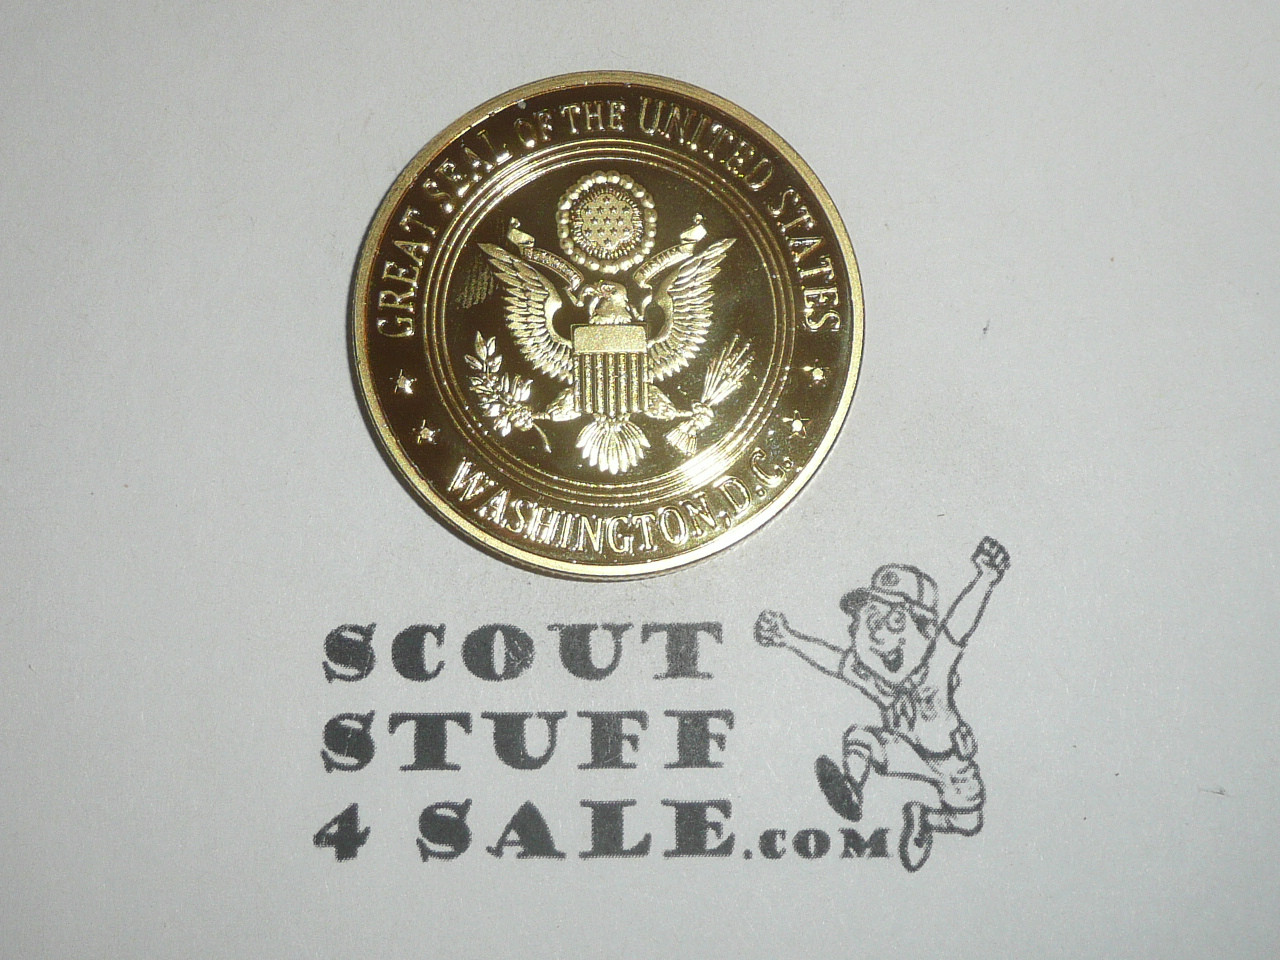 GREAT SEAL OF THE UNITED STATES
WASHINGTON, D.C.
SCOUT
STUFF
4 SALE.COM